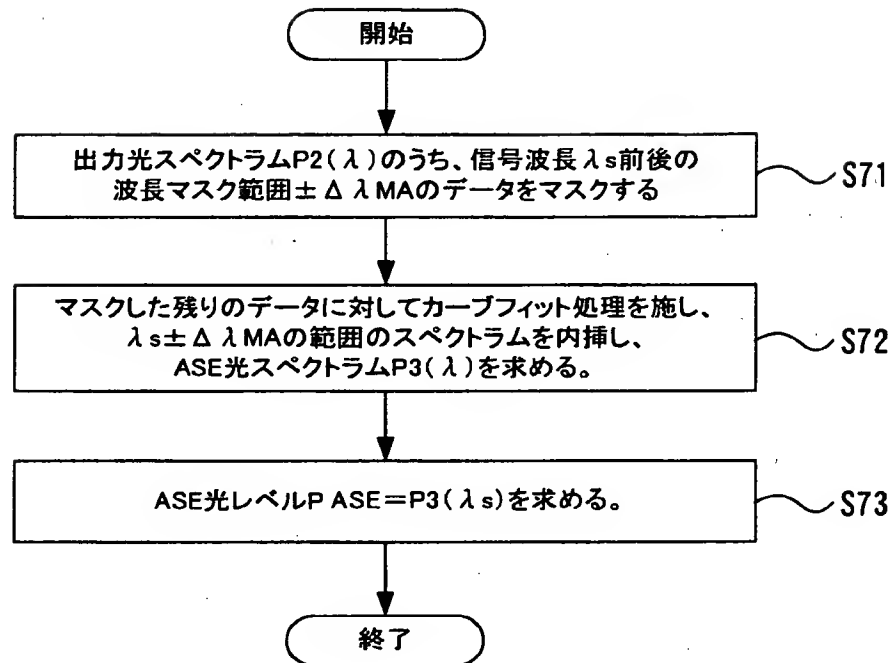 開始
出力光スペクトラムP2(λ)のうち、信号波長λs前後の
波長マスク範囲±ΔλMAのデータをマスクする
S71
マスクした残りのデータに対してカーブフィット処理を施し、
λs±ΔλMAの範囲のスペクトラムを内挿し、
ASE光スペクトラムP3(λ)を求める。
S72
ASE光レベルP ASE=P3(λs)を求める。
S73
終了